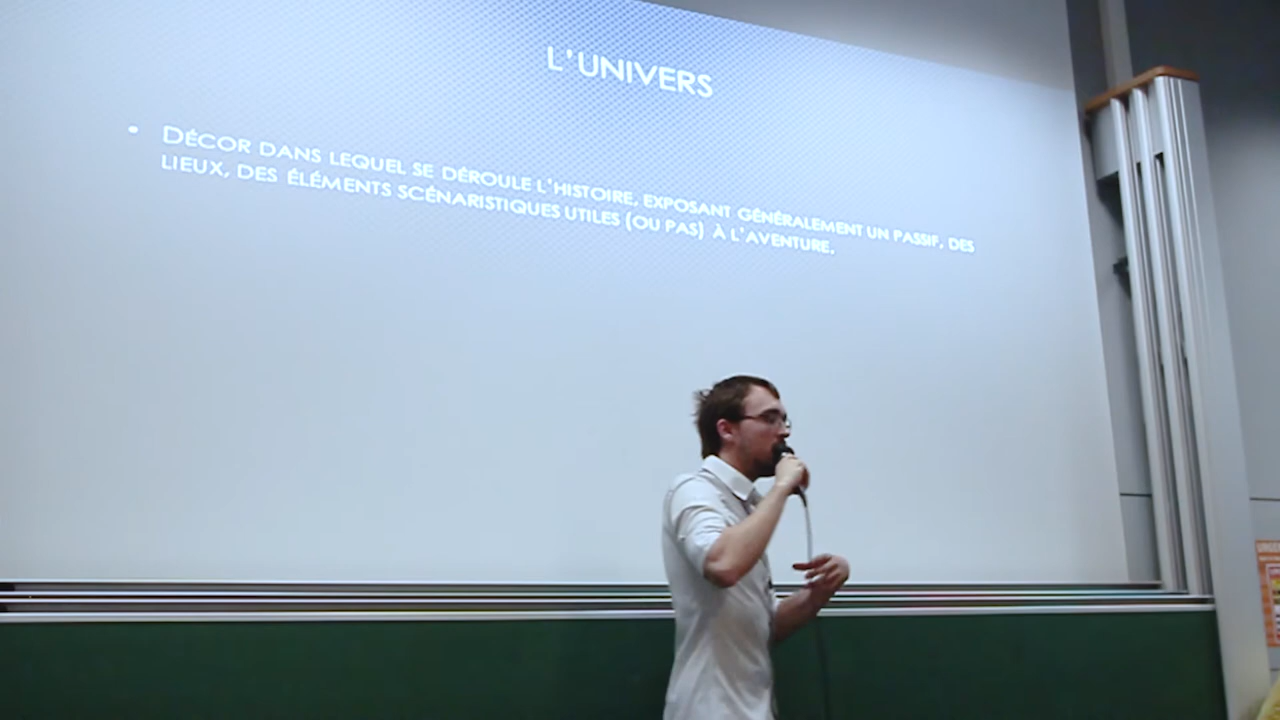 L'UNIVERS
• DÉCOR DANS LEQUEL SE DÉROULE L'HISTOIRE, EXPOSANT GÉNÉRALEMENT UN PASSIF, DES
LIEUX, DES ÉLÉMENTS SCÉNARISTIQUES UTILES (OU PAS) À L'AVENTURE.